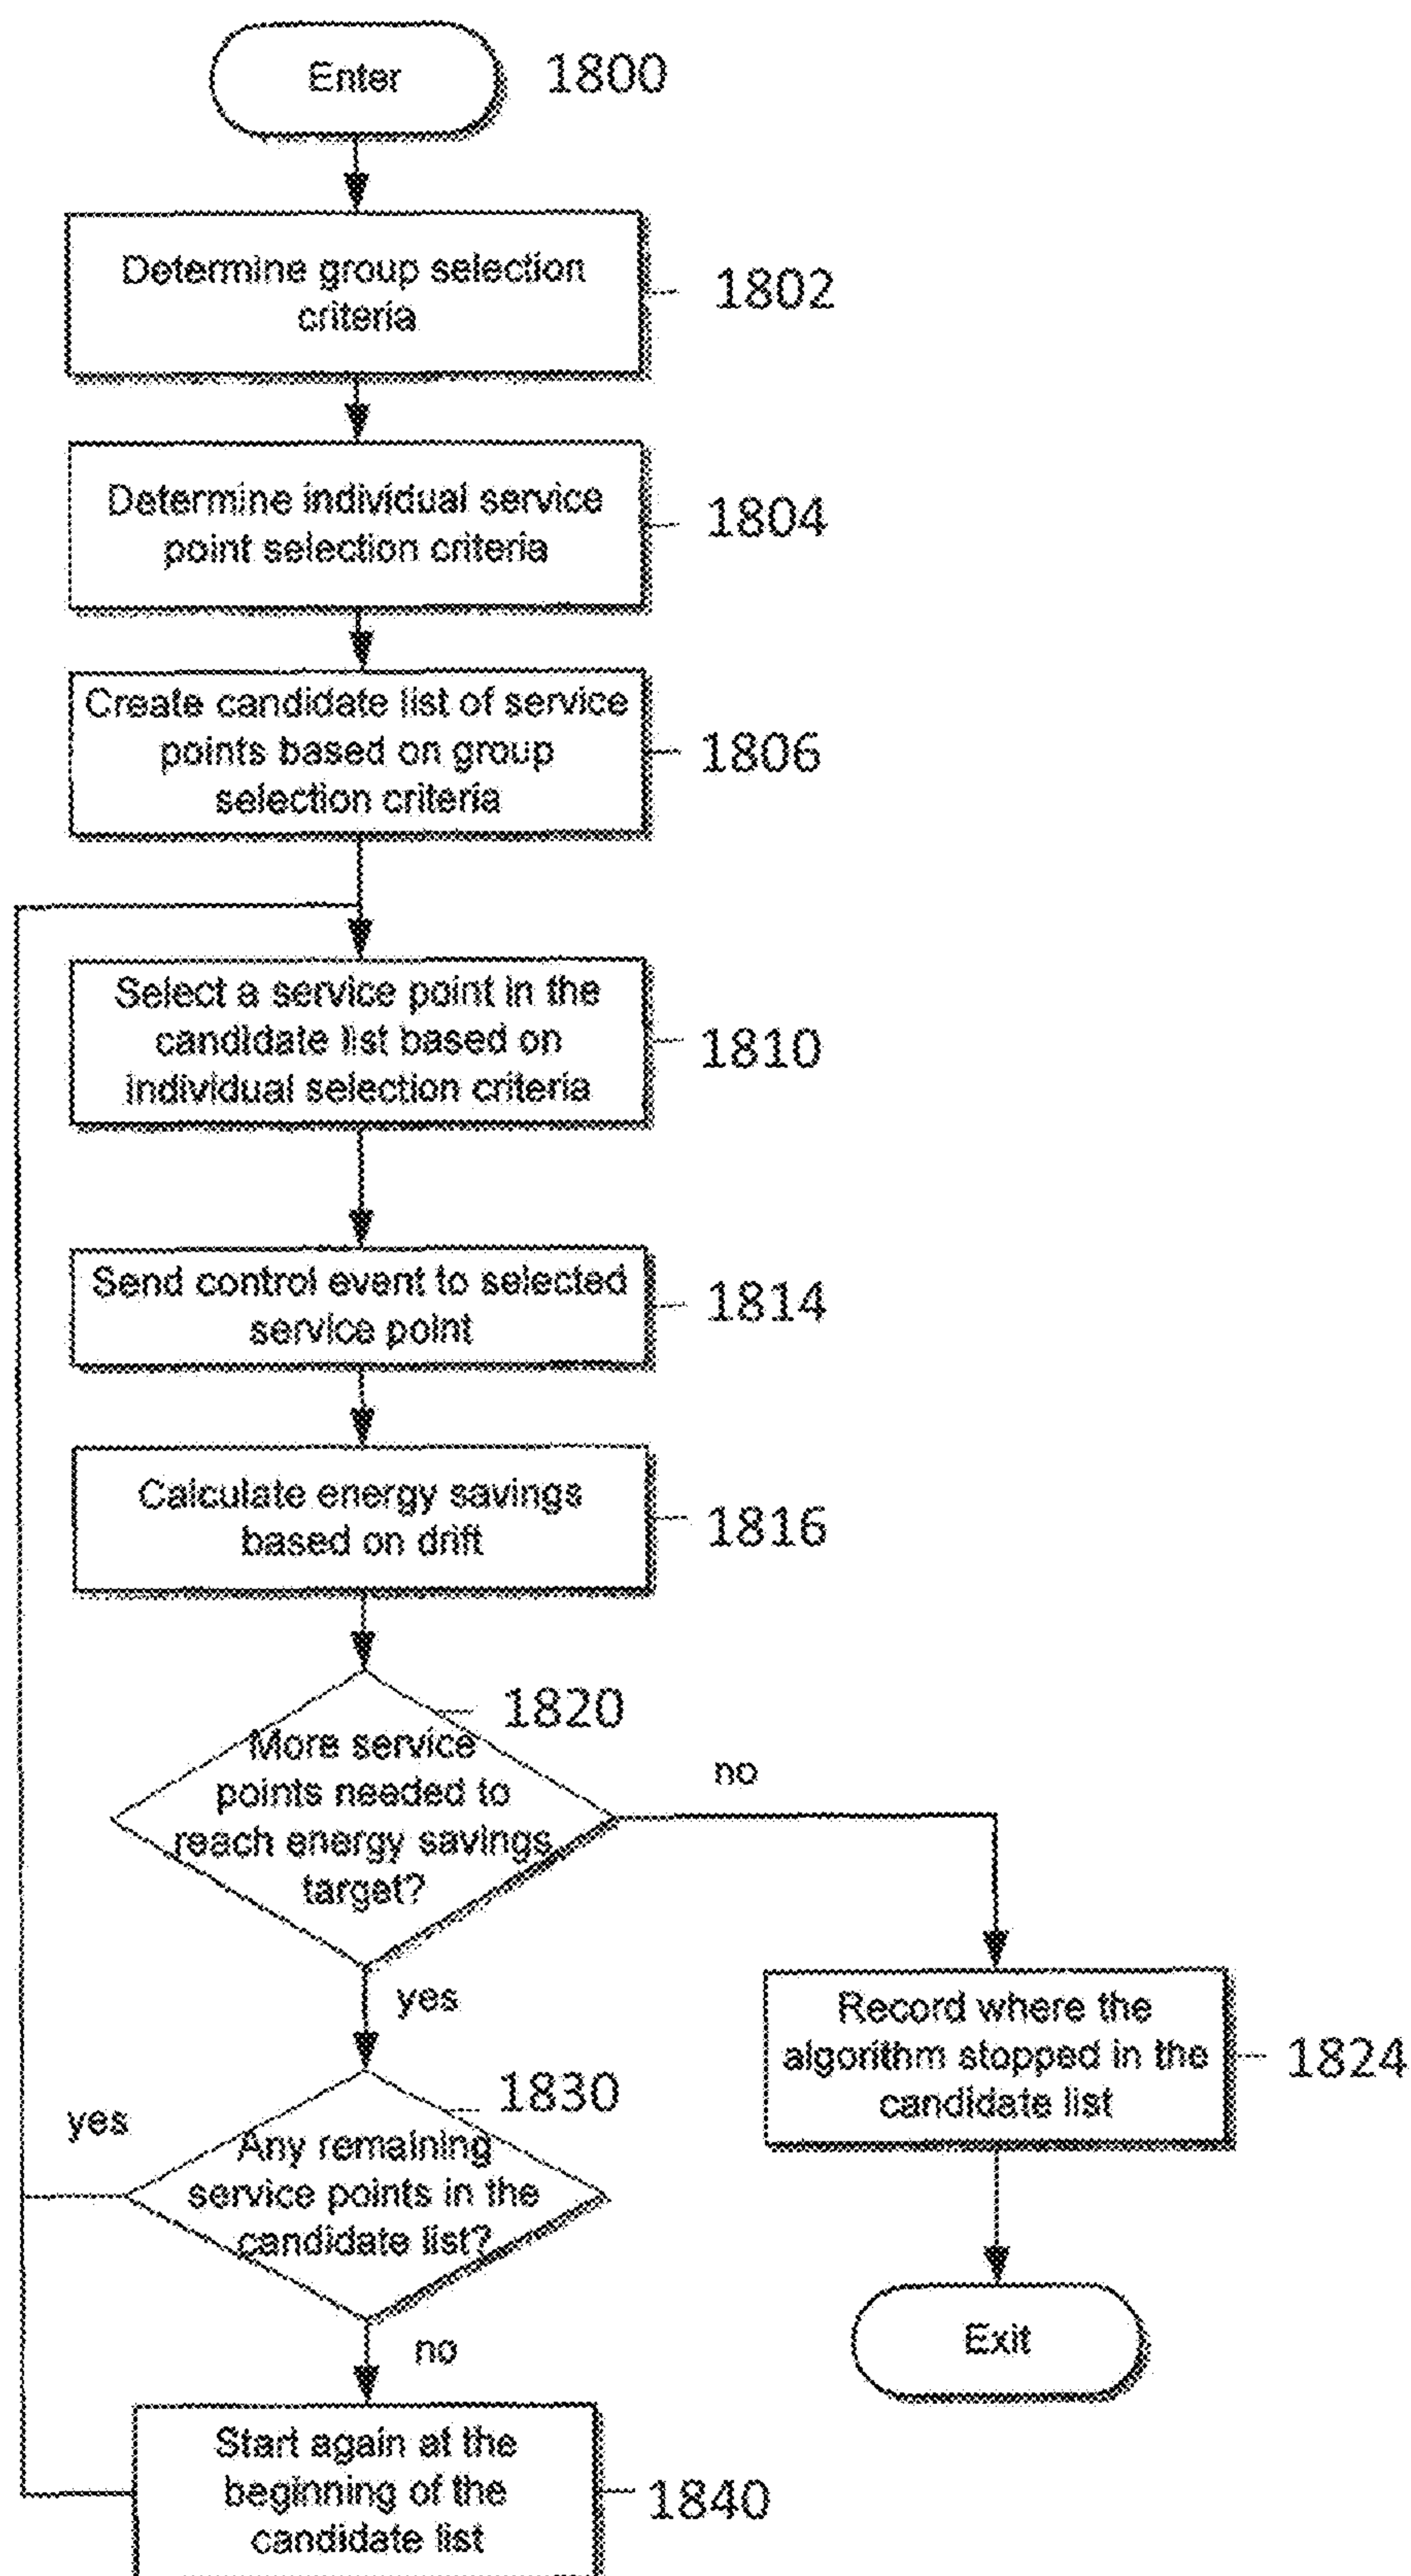 Enter
1800
Determine group selection
criteria
1802
Determine individual service
point selection criteria
1804
Create candidate list of service
points based on group
selection criteria
1806
Select a service point in the
candidate list based on
individual selection criteria
1810
Send control event to selected
service point
1814
Calculate energy savings
based on drift
1816
1820
More service
points needed to
reach energy savings
target?
no
yes
Record where the
algorithm stopped in the
candidate list
1824
1830
yes
Any remaining
service points in the
candidate list?
no
Exit
Start again at the
beginning of the
candidate list
1840